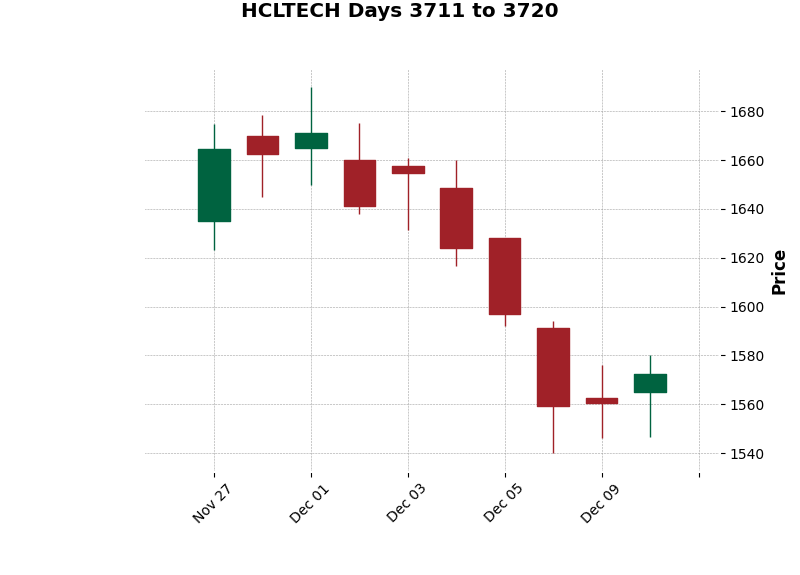 HCLTECH Days 3711 to 3720
1680
1660
1640
1620
1600
1580
1560
1540
Price
Nov 27
Dec 01
Dec 03
Dec 05
Dec 09